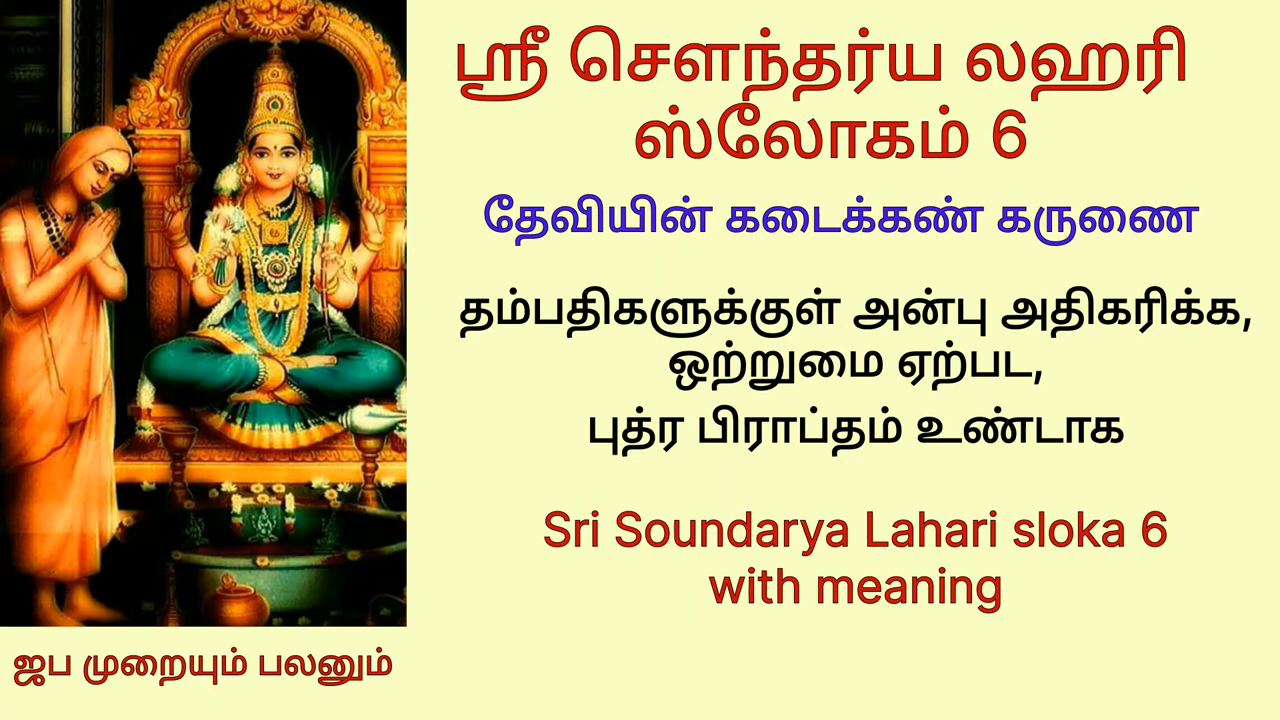 ஸ்ரீ சௌந்தர்ய லஹரி
ஸ்லோகம் 6
தேவியின் கடைக்கண் கருணை
தம்பதிகளுக்குள் அன்பு அதிகரிக்க,
ஒற்றுமை ஏற்பட,
புத்ர பிராப்தம் உண்டாக
Sri Soundarya Lahari sloka 6
with meaning
ஜப முறையும் பலனும்